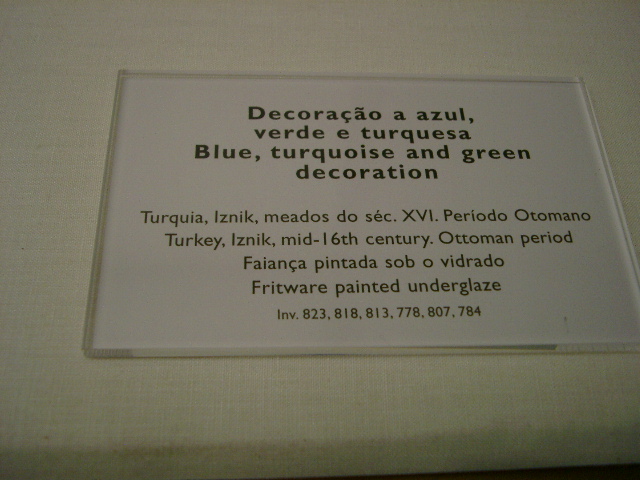 Decoração a azul,
verde e turquesa
Blue, turquoise and green
decoration
Turquia, Iznik, meados do séc. XVI. Período Otomano
Turkey, Iznik, mid-16th century. Ottoman period
Faiança pintada sob o vidrado
Fritware painted underglaze
Inv. 823, 818, 813, 778, 807, 784